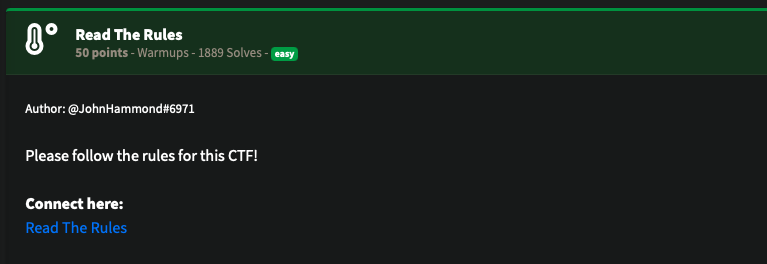 Read The Rules
50 points - Warmups - 1889 Solves - easy
Author: @JohnHammond#6971
Please follow the rules for this CTF!
Connect here:
Read The Rules